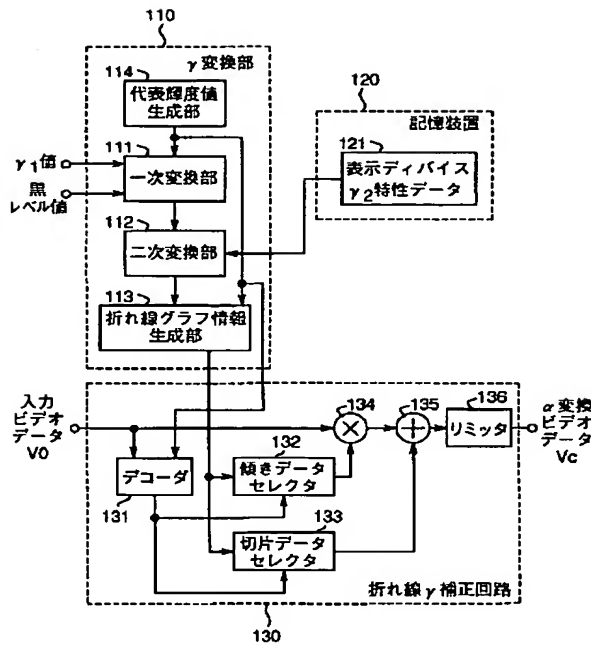 110
γ変換部
114
代表輝度値
生成部
120
記憶装置
111
γ1値
一次変換部
121
表示ディバイス
γ2特性データ
黒
レベル値
112
二次変換部
113
折れ線グラフ情報
生成部
入力
ビデオ
データ
V0
134
135
136
リミッタ
α変換
ビデオ
データ
Vc
132
傾きデータ
セレクタ
デコーダ
131
133
切片データ
セレクタ
折れ線γ補正回路
130